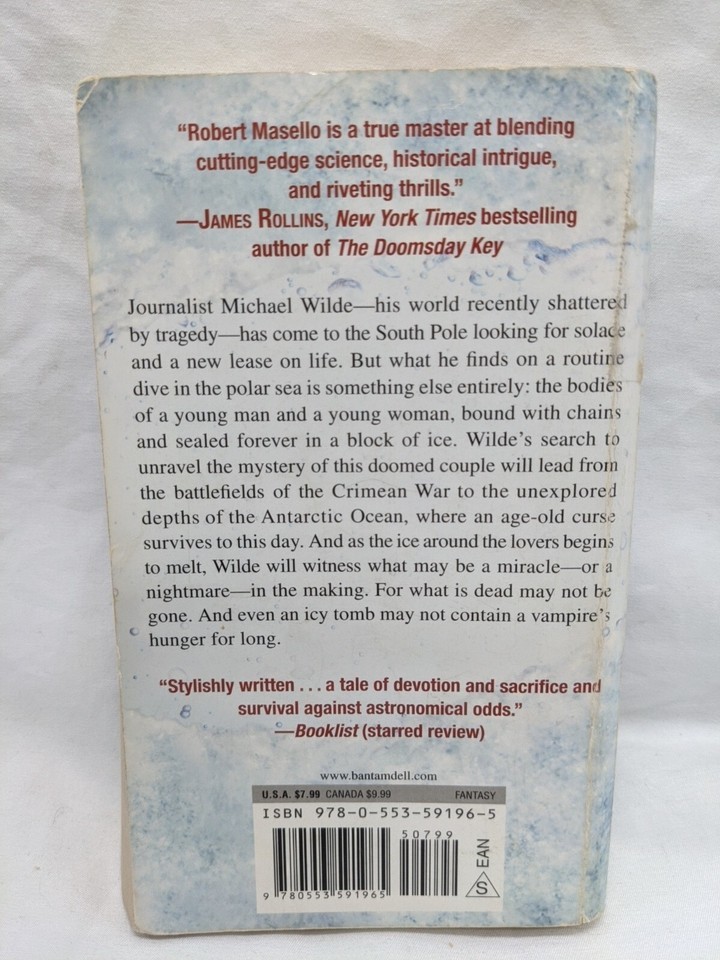 “Robert Masello is a true master at blending
cutting-edge science, historical intrigue,
and riveting thrills.”
—JAMES ROLLINS, New York Times bestselling
author of The Doomsday Key
Journalist Michael Wilde—his world recently shattered
by tragedy—has come to the South Pole looking for solace
and a new lease on life. But what he finds on a routine
dive in the polar sea is something else entirely: the bodies
of a young man and a young woman, bound with chains
and sealed forever in a block of ice. Wilde’s search to
unravel the mystery of this doomed couple will lead from
the battlefields of the Crimean War to the unexplored
depths of the Antarctic Ocean, where an age-old curse
survives to this day. And as the ice around the lovers begins
to melt, Wilde will witness what may be a miracle—or a
nightmare—in the making. For what is dead may not be
gone. And even an icy tomb may not contain a vampire’s
hunger for long.
“Stylishly written . . . a tale of devotion and sacrifice and
survival against astronomical odds.”
—Booklist (starred review)
www.bantamdell.com
U.S.A. $7.99 CANADA $9.99 FANTASY
ISBN 978-0-553-59196-5
50799
9 780553 591965
EAN
S